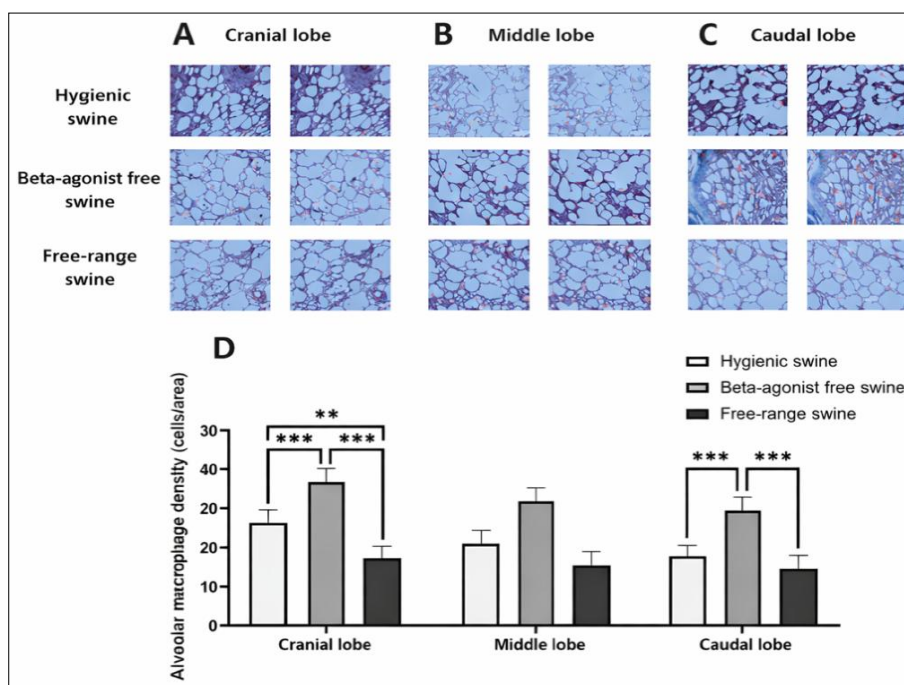 A Cranial lobe B Middle lobe C Caudal lobe
Hygienic
swine
Beta-agonist free
swine
Free-range
swine
D
Hygienic swine
Beta-agonist free swine
Free-range swine
Alvoolar macrophage density (cells/area)
30
40
20
20
10
0
** 
*** ***
*** ***
Cranial lobe Middle lobe Caudal lobe